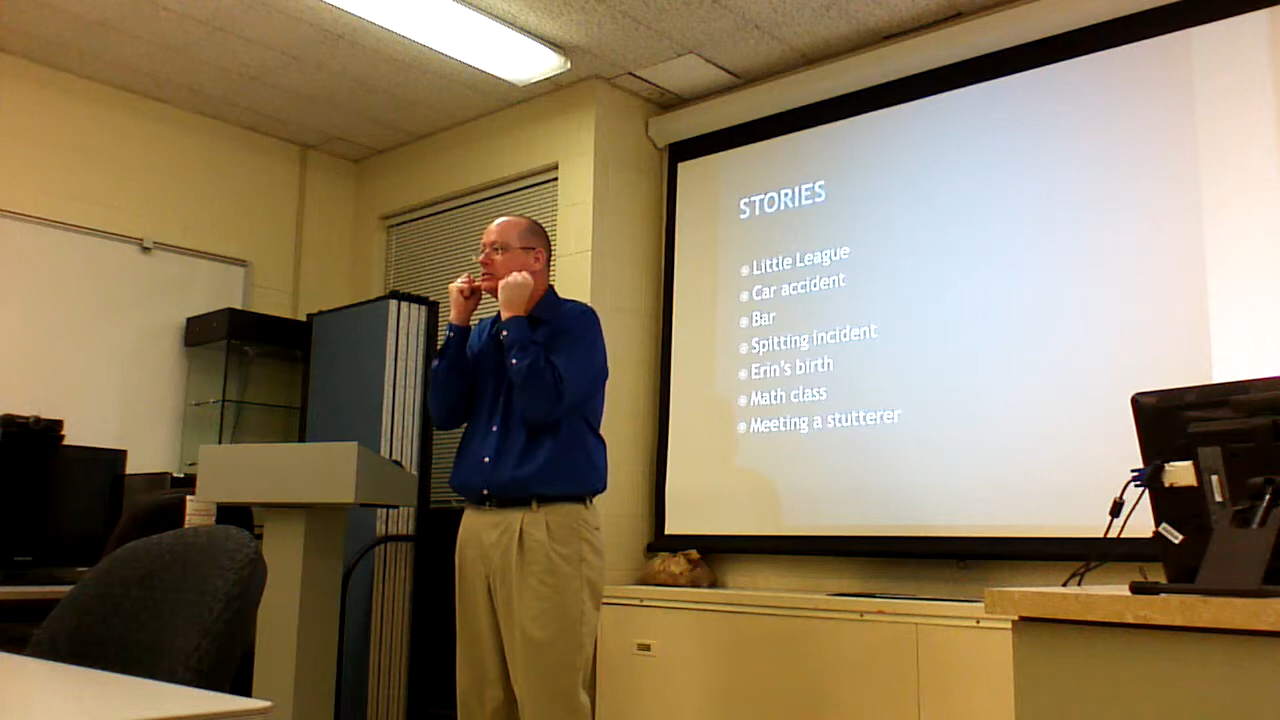 STORIES
Little League
Car accident
Bar
Spitting incident
Erin's birth
Math class
Meeting a stutterer